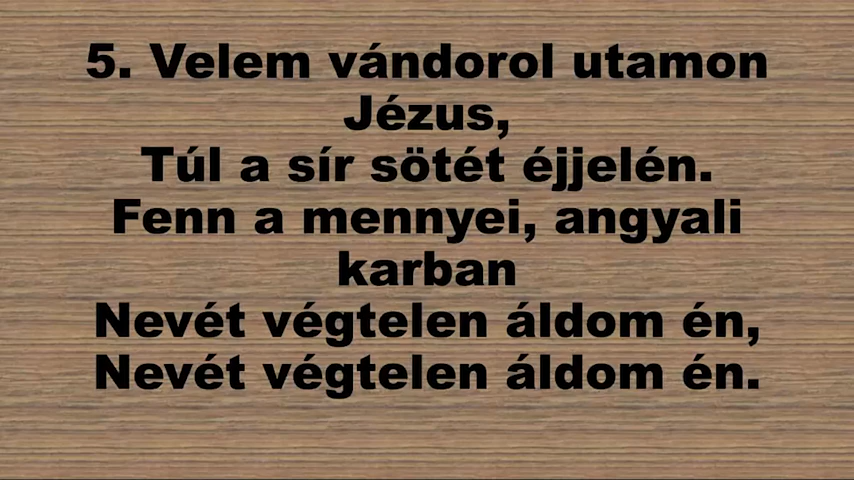 5. Velem vándorol utamon
Jézus,
Túl a sír sötét éjjelén.
Fenn a mennyei, angyali
karban
Nevét végtelen áldom én,
Nevét végtelen áldom én.